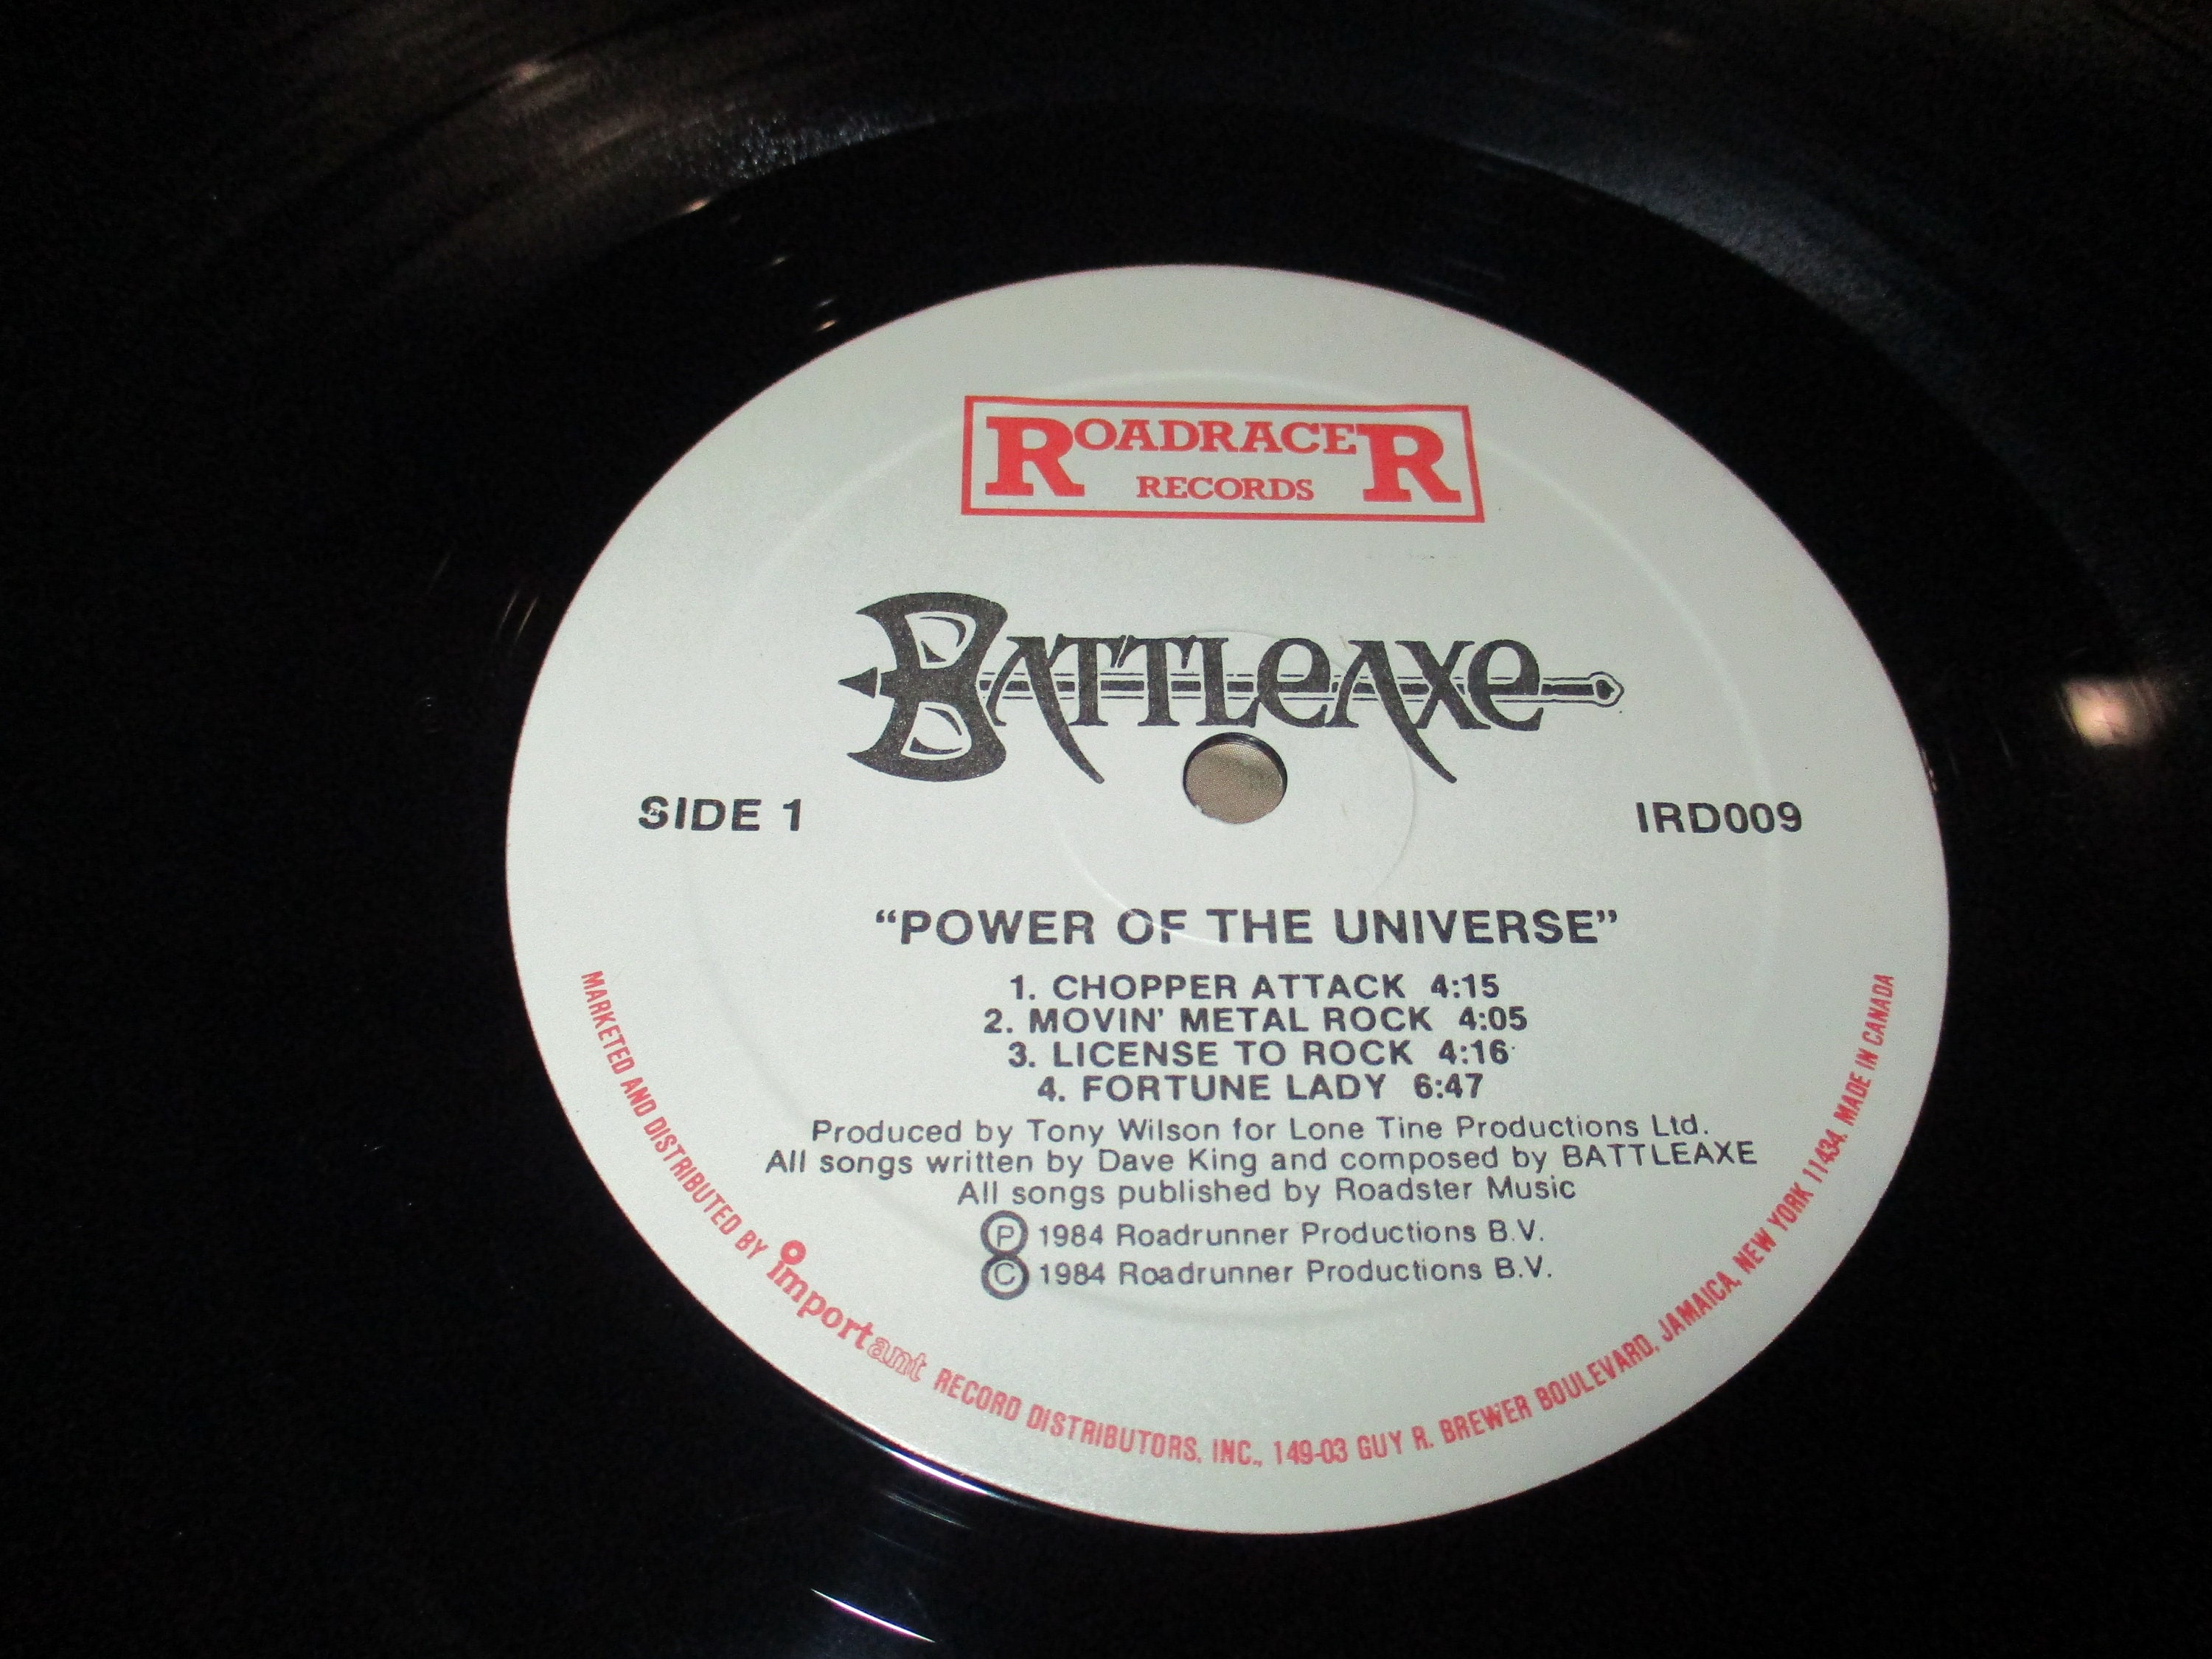 ROADRACER
RECORDS
BATTLEAXE
SIDE 1
IRD009
“POWER OF THE UNIVERSE”
1. CHOPPER ATTACK 4:15
2. MOVIN' METAL ROCK 4:05
3. LICENSE TO ROCK 4:16
4. FORTUNE LADY 6:47
Produced by Tony Wilson for Lone Tine Productions Ltd.
All songs written by Dave King and composed by BATTLEAXE
All songs published by Roadster Music
Ⓟ 1984 Roadrunner Productions B.V.
© 1984 Roadrunner Productions B.V.
MARKETED AND DISTRIBUTED BY important RECORD DISTRIBUTORS, INC., 149-03 GUY R. BREWER BOULEVARD, JAMAICA, NEW YORK 11434. MADE IN CANADA